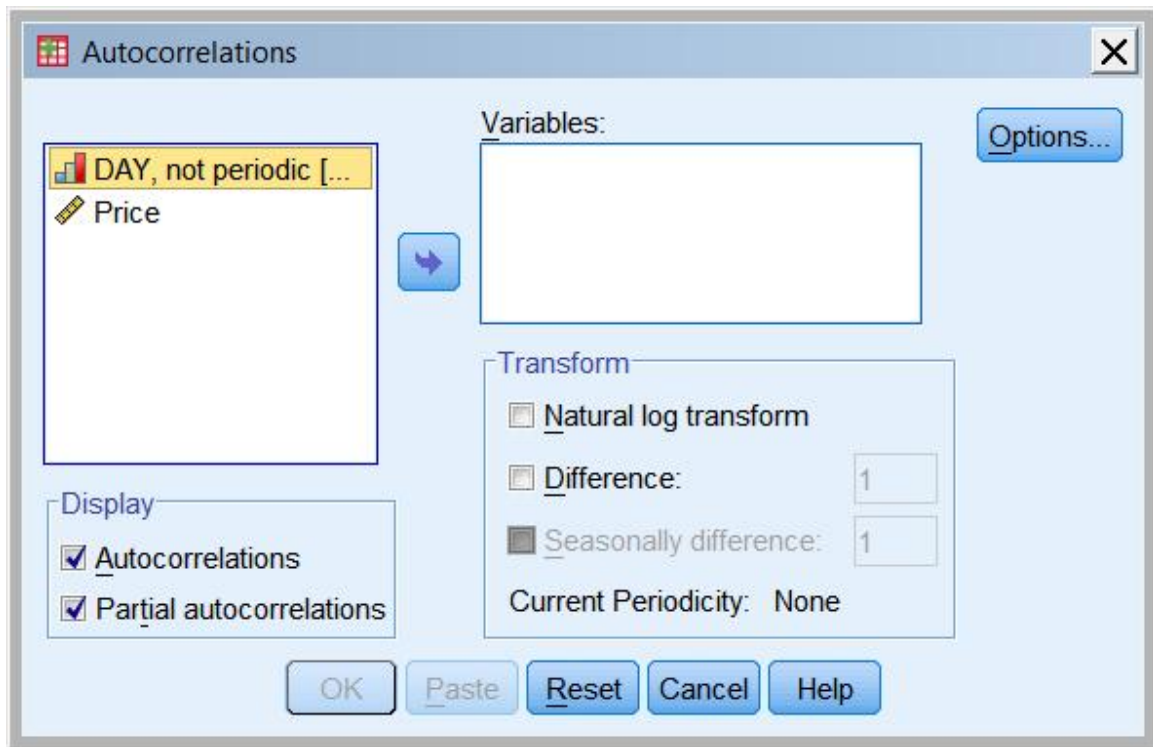 Autocorrelations
Variables:
Options...
DAY, not periodic [...
Price
Transform
Natural log transform
Difference: 1
Seasonally difference: 1
Current Periodicity: None
Display
Autocorrelations
Partial autocorrelations
OK Paste Reset Cancel Help